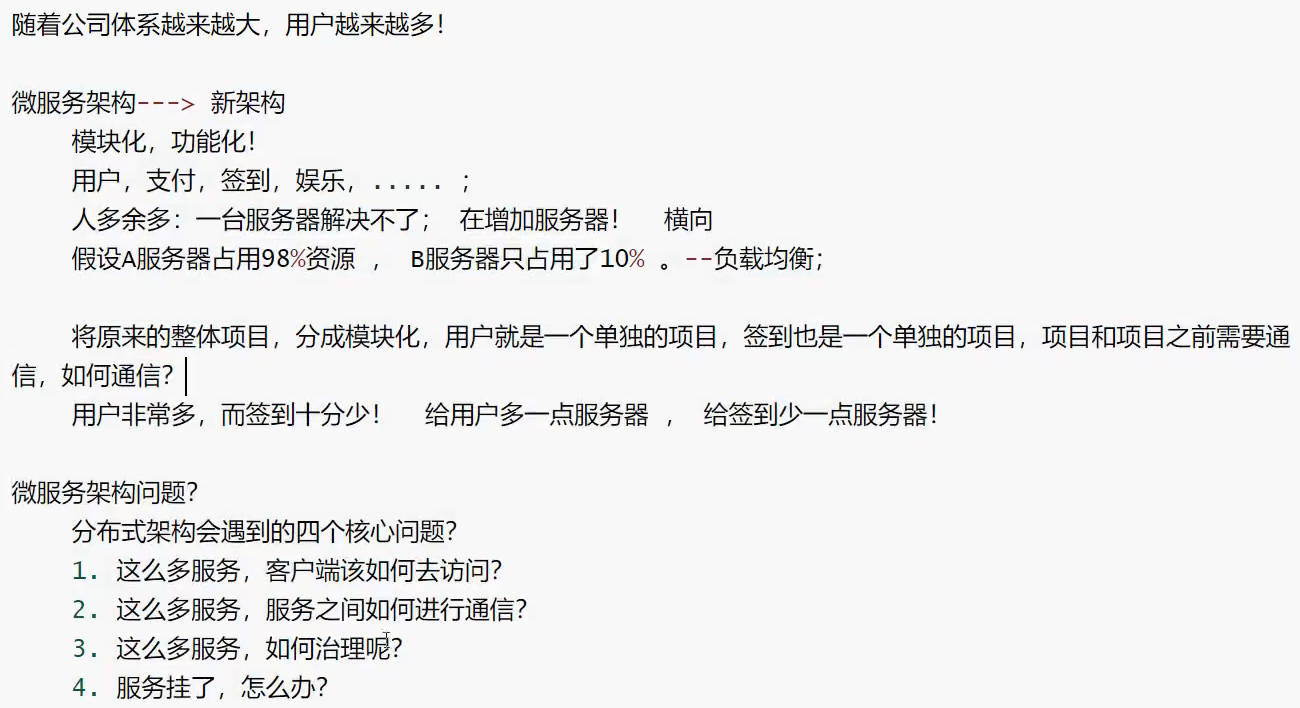 随着公司体系越来越大，用户越来越多！
微服务架构---> 新架构
模块化，功能化！
用户，支付，签到，娱乐，..... ；
人多余多：一台服务器解决不了； 在增加服务器！ 横向
假设A服务器占用98%资源 ， B服务器只占用了10% 。--负载均衡；
将原来的整体项目，分成模块化，用户就是一个单独的项目，签到也是一个单独的项目，项目和项目之前需要通
信，如何通信？
用户非常多，而签到十分少！ 给用户多一点服务器 ， 给签到少一点服务器！
微服务架构问题？
分布式架构会遇到的四个核心问题？
1. 这么多服务，客户端该如何去访问？
2. 这么多服务，服务之间如何进行通信？
3. 这么多服务，如何治理呢？
4. 服务挂了，怎么办？